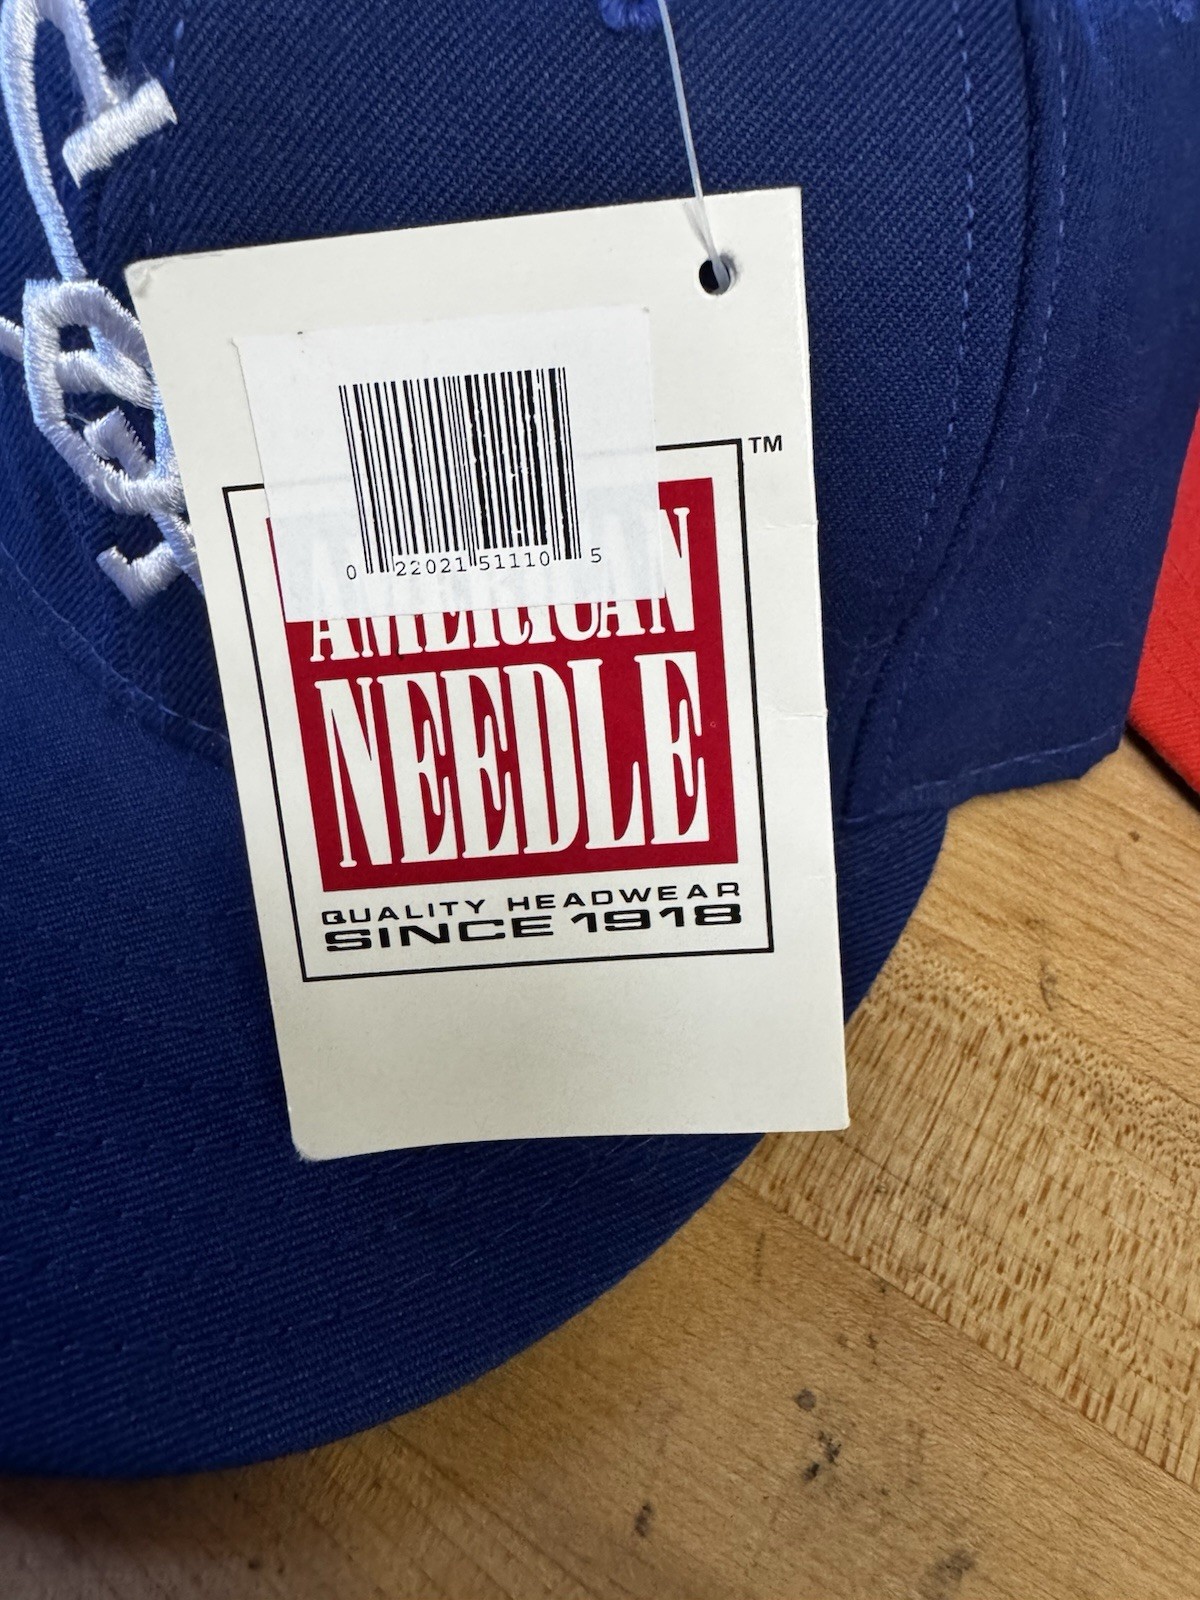 0 22021 51110 5
TM
AMERICAN
NEEDLE
QUALITY HEADWEAR
SINCE 1918